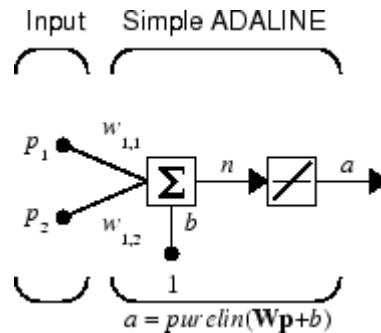 Input Simple ADALINE
p1 w1,1
Σ n a
p2 w1,2 b
1
a = purelin(Wp+b)